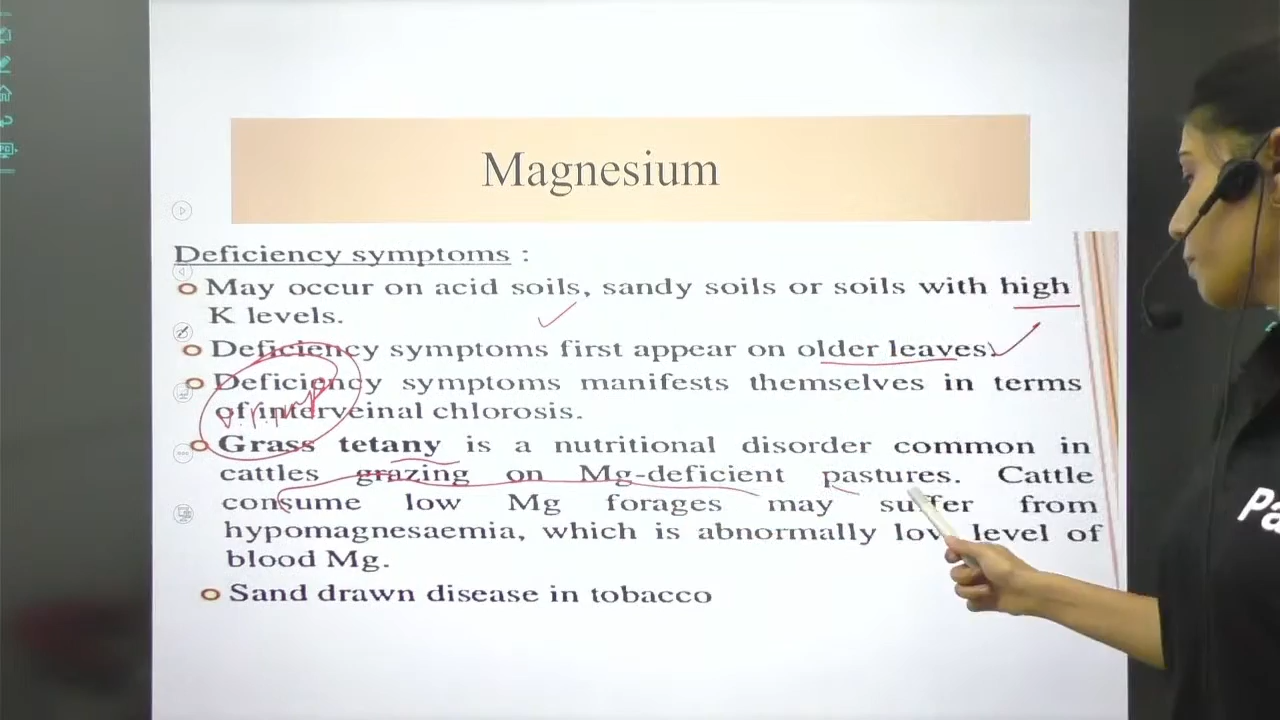 Magnesium
Deficiency symptoms :
May occur on acid soils, sandy soils or soils with high
K levels.
Deficiency symptoms first appear on older leaves.
Deficiency symptoms manifests themselves in terms
of interveinal chlorosis.
Grass tetany is a nutritional disorder common in
cattles grazing on Mg-deficient pastures. Cattle
consume low Mg forages may suffer from
hypomagnesaemia, which is abnormally low level of
blood Mg.
Sand drawn disease in tobacco
Pa